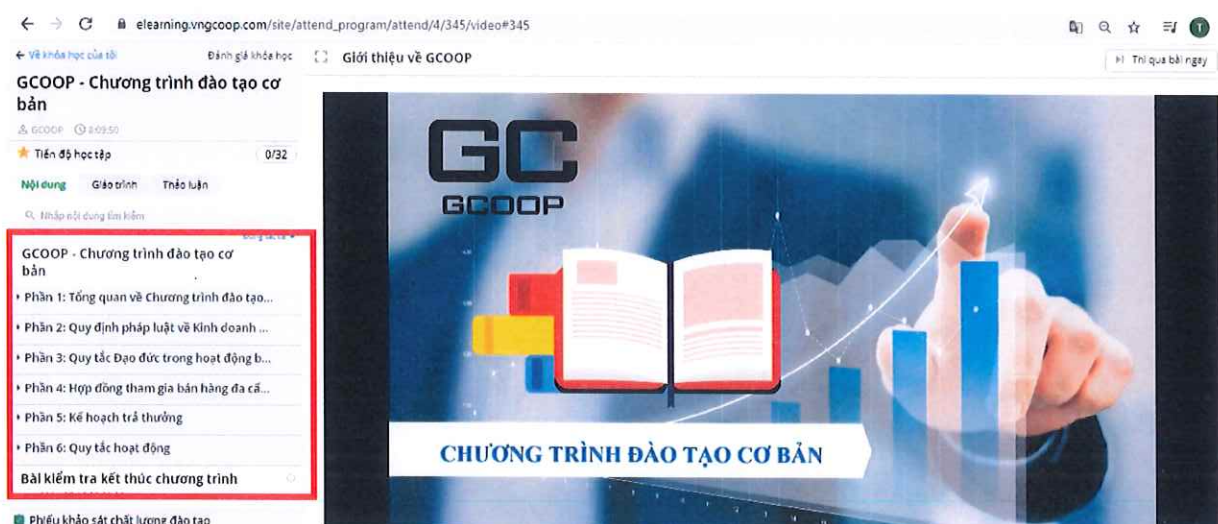 elearning.vngcoop.com/site/attend_program/attend/4/345/video#345
← Về khóa học của tôi
Đánh giá khóa học
Giới thiệu về GCOOP
Thi qua bài ngay
GCOOP - Chương trình đào tạo cơ
bản
GCOOP
Tiến độ học tập
0/32
Nội dung
Giáo trình
Thảo luận
Nhập nội dung tìm kiếm
GCOOP - Chương trình đào tạo cơ
bản
Phần 1: Tổng quan về Chương trình đào tạo...
Phần 2: Quy định pháp luật về Kinh doanh ...
Phần 3: Quy tắc Đạo đức trong hoạt động b...
Phần 4: Hợp đồng tham gia bán hàng đa cấ...
Phần 5: Kế hoạch trả thưởng
Phần 6: Quy tắc hoạt động
Bài kiểm tra kết thúc chương trình
Phiếu khảo sát chất lượng đào tạo
GC
GCOOP
CHƯƠNG TRÌNH ĐÀO TẠO CƠ BẢN